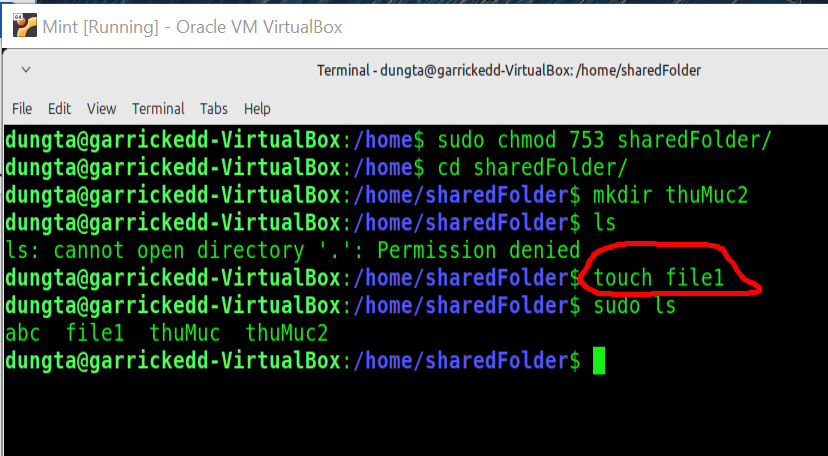 Mint [Running] - Oracle VM VirtualBox
Terminal - dungta@garrickedd-VirtualBox: /home/sharedFolder
File Edit View Terminal Tabs Help
dungta@garrickedd-VirtualBox:/home$ sudo chmod 753 sharedFolder/
dungta@garrickedd-VirtualBox:/home$ cd sharedFolder/
dungta@garrickedd-VirtualBox:/home/sharedFolder$ mkdir thuMuc2
dungta@garrickedd-VirtualBox:/home/sharedFolder$ ls
ls: cannot open directory '.': Permission denied
dungta@garrickedd-VirtualBox:/home/sharedFolder$ touch file1
dungta@garrickedd-VirtualBox:/home/sharedFolder$ sudo ls
abc file1 thuMuc thuMuc2
dungta@garrickedd-VirtualBox:/home/sharedFolder$